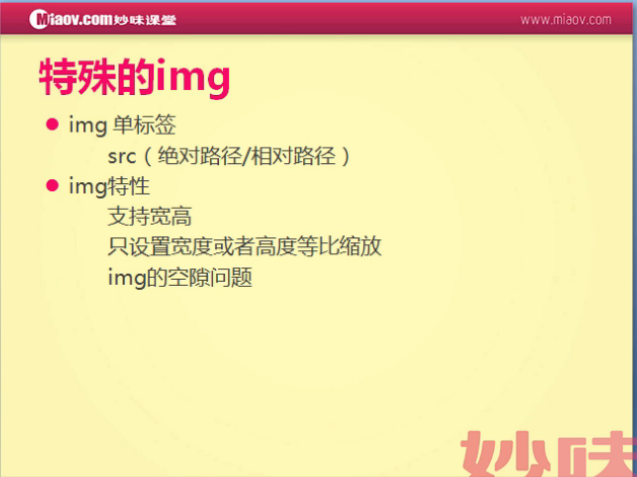 Miaov.com妙味课堂
www.miaov.com
特殊的img
img 单标签
src（绝对路径/相对路径）
img特性
支持宽高
只设置宽度或者高度等比缩放
img的空隙问题
妙味